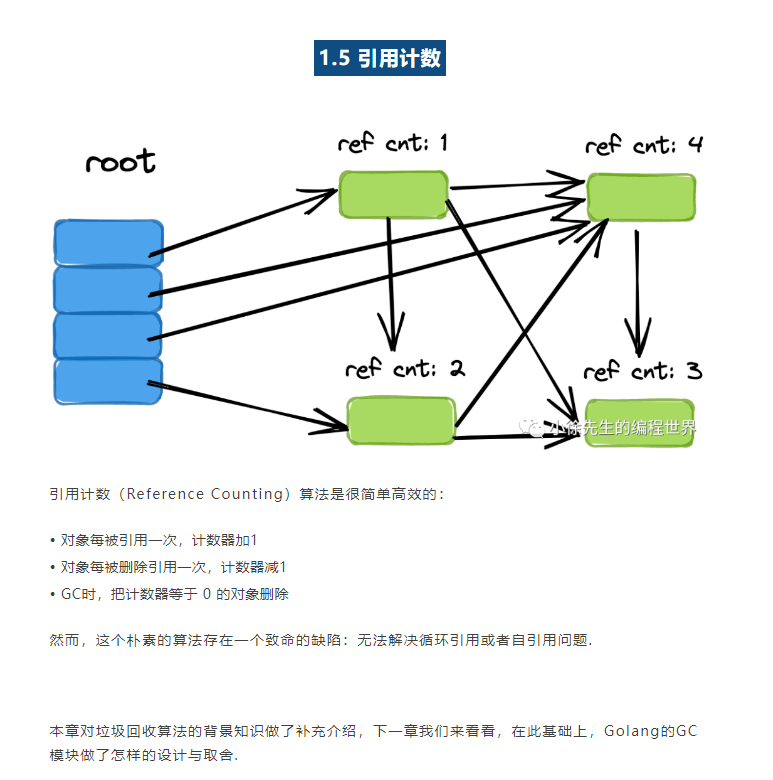 1.5 引用计数
root
ref cnt: 1
ref cnt: 4
ref cnt: 2
ref cnt: 3
小徐先生的编程世界
引用计数（Reference Counting）算法是很简单高效的：
• 对象每被引用一次，计数器加1
• 对象每被删除引用一次，计数器减1
• GC时，把计数器等于 0 的对象删除
然而，这个朴素的算法存在一个致命的缺陷：无法解决循环引用或者自引用问题.
本章对垃圾回收算法的背景知识做了补充介绍，下一章我们来看看，在此基础上，Golang的GC
模块做了怎样的设计与取舍.